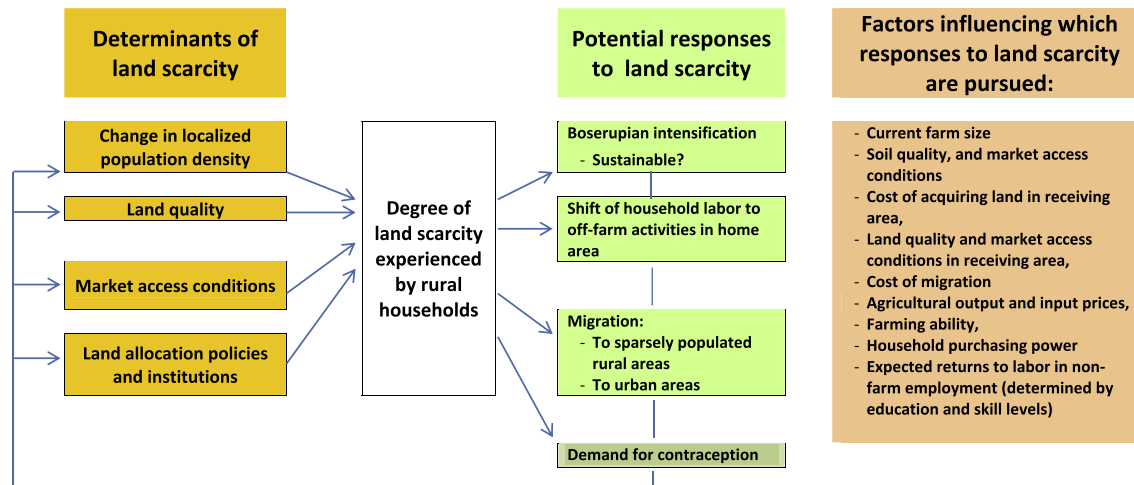 Determinants of
land scarcity
Potential responses
to land scarcity
Factors influencing which
responses to land scarcity
are pursued:
Change in localized
population density
Land quality
Market access conditions
Land allocation policies
and institutions
Degree of
land scarcity
experienced
by rural
households
Boserupian intensification
- Sustainable?
Shift of household labor to
off-farm activities in home
area
Migration:
- To sparsely populated
rural areas
- To urban areas
Demand for contraception
- Current farm size
- Soil quality, and market access
conditions
- Cost of acquiring land in receiving
area,
- Land quality and market access
conditions in receiving area,
- Cost of migration
- Agricultural output and input prices,
- Farming ability,
- Household purchasing power
- Expected returns to labor in non-
farm employment (determined by
education and skill levels)